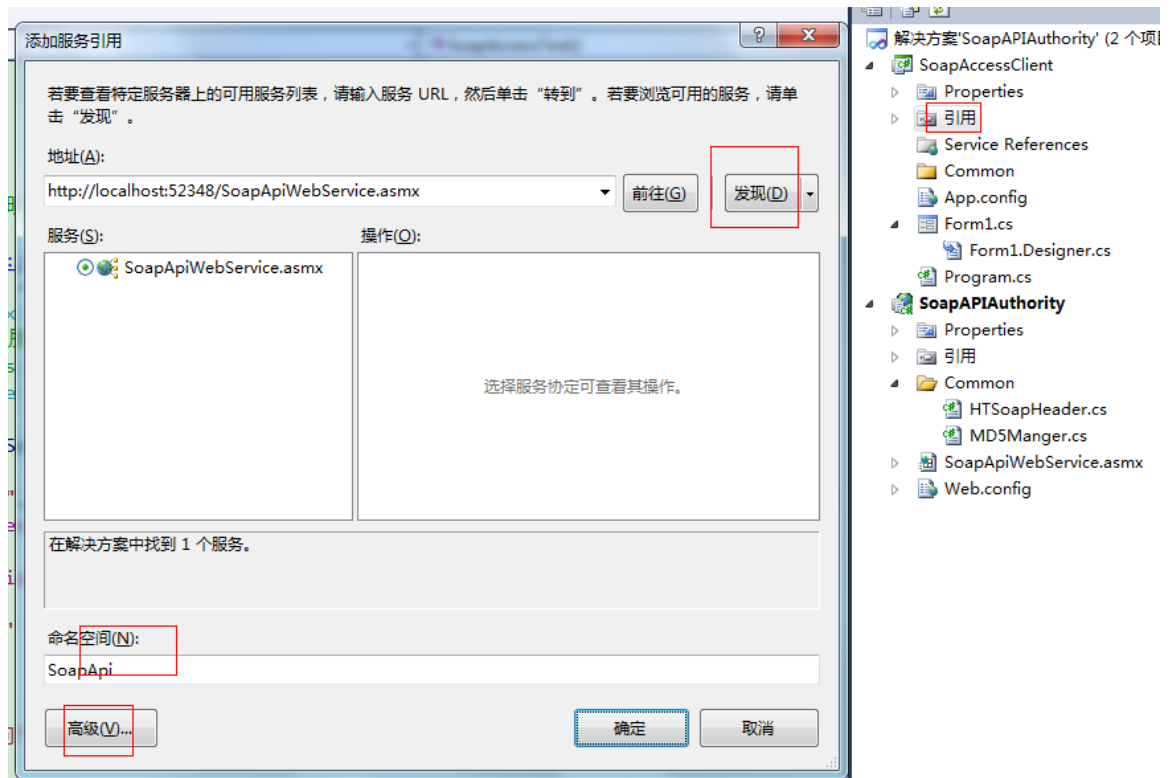 添加服务引用
若要查看特定服务器上的可用服务列表，请输入服务 URL，然后单击“转到”。若要浏览可用的服务，请单
击“发现”。
地址(A):
http://localhost:52348/SoapApiWebService.asmx
前往(G)
发现(D)
服务(S):
操作(O):
SoapApiWebService.asmx
选择服务协定可查看其操作。
在解决方案中找到 1 个服务。
命名空间(N):
SoapApi
高级(V)...
确定
取消
解决方案'SoapAPIAuthority' (2 个项
SoapAccessClient
Properties
引用
Service References
Common
App.config
Form1.cs
Form1.Designer.cs
Program.cs
SoapAPIAuthority
Properties
引用
Common
HTSoapHeader.cs
MD5Manger.cs
SoapApiWebService.asmx
Web.config